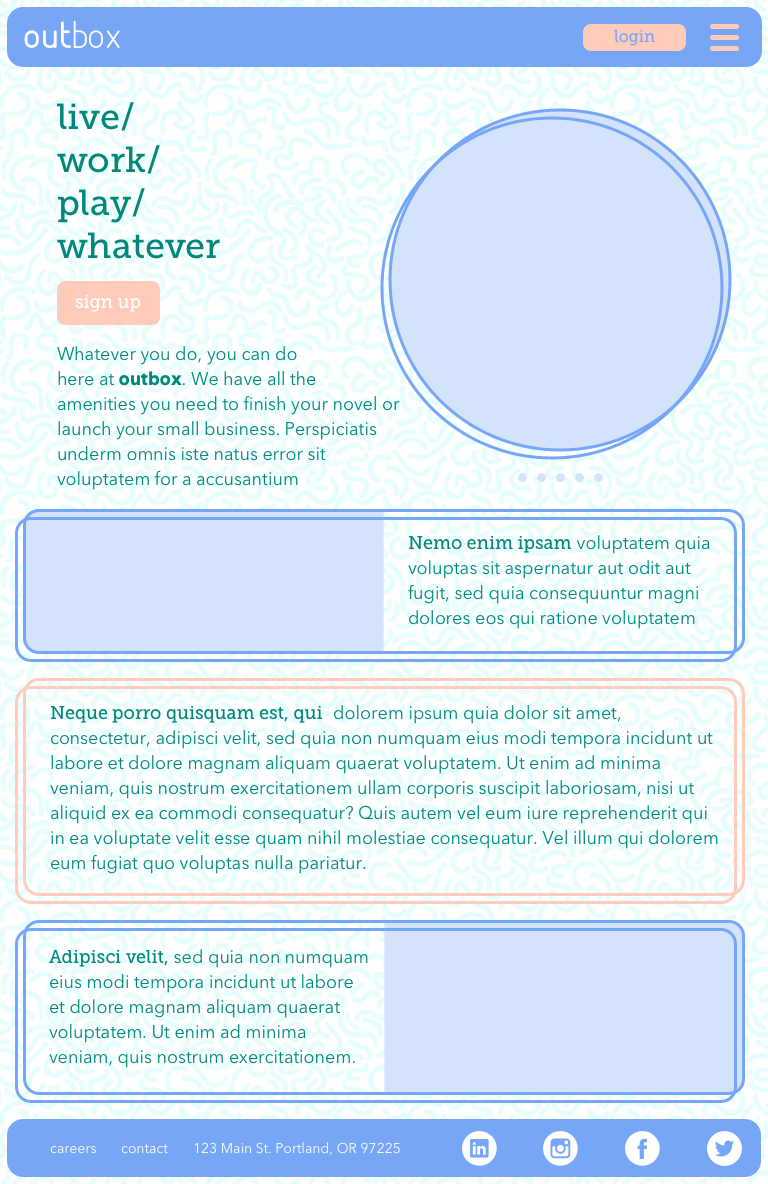 outbox
login
live/
work/
play/
whatever
sign up
Whatever you do, you can do
here at outbox. We have all the
amenities you need to finish your novel or
launch your small business. Perspiciatis
underm omnis iste natus error sit
voluptatem for a accusantium
Nemo enim ipsam voluptatem quia
voluptas sit aspernatur aut odit aut
fugit, sed quia consequuntur magni
dolores eos qui ratione voluptatem
Neque porro quisquam est, qui dolorem ipsum quia dolor sit amet,
consectetur, adipisci velit, sed quia non numquam eius modi tempora incidunt ut
labore et dolore magnam aliquam quaerat voluptatem. Ut enim ad minima
veniam, quis nostrum exercitationem ullam corporis suscipit laboriosam, nisi ut
aliquid ex ea commodi consequatur? Quis autem vel eum iure reprehenderit qui
in ea voluptate velit esse quam nihil molestiae consequatur. Vel illum qui dolorem
eum fugiat quo voluptas nulla pariatur.
Adipisci velit, sed quia non numquam
eius modi tempora incidunt ut labore
et dolore magnam aliquam quaerat
voluptatem. Ut enim ad minima
veniam, quis nostrum exercitationem.
careers contact 123 Main St. Portland, OR 97225